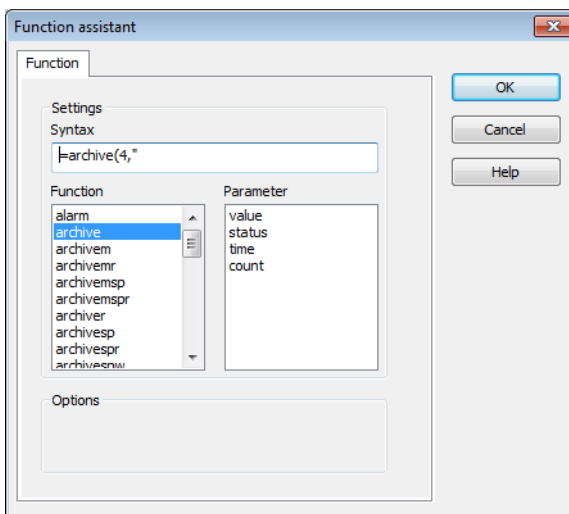 Function assistant
Function
OK
Cancel
Help
Settings
Syntax
=archive(4,"
Function
Parameter
alarm
archive
archivem
archivemr
archivemsp
archivemspr
archiver
archivesp
archivespr
archivespw
value
status
time
count
Options